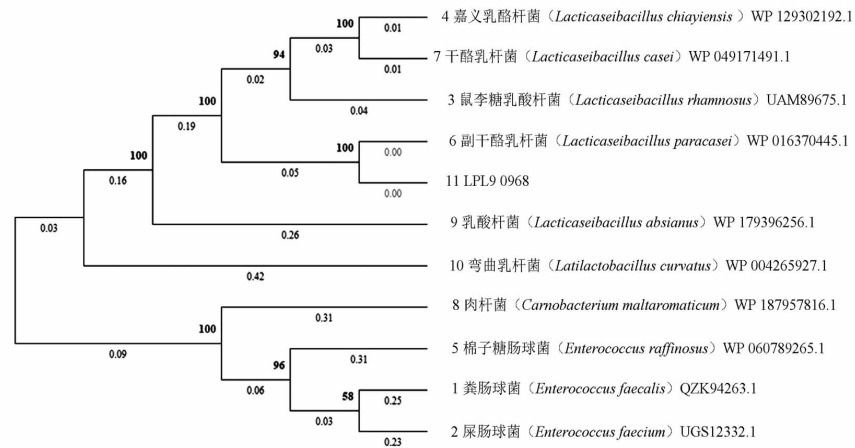 4 嘉义乳酪杆菌（Lacticaseibacillus chiayiensis ）WP 129302192.1
100
0.01
0.03
7 干酪乳杆菌（Lacticaseibacillus casei）WP 049171491.1
94
0.01
0.02
3 鼠李糖乳酸杆菌（Lacticaseibacillus rhamnosus）UAM89675.1
100
0.04
0.19
6 副干酪乳杆菌（Lacticaseibacillus paracasei）WP 016370445.1
100
0.00
100
0.05
0.16
11 LPL9 0968
0.00
9 乳酸杆菌（Lacticaseibacillus absianus）WP 179396256.1
0.03
0.26
10 弯曲乳杆菌（Latilactobacillus curvatus）WP 004265927.1
0.42
8 肉杆菌（Carnobacterium maltaromaticum）WP 187957816.1
0.31
100
0.09
5 棉子糖肠球菌（Enterococcus raffinosus）WP 060789265.1
0.31
96
0.06
1 粪肠球菌（Enterococcus faecalis）QZK94263.1
58
0.25
0.03
2 屎肠球菌（Enterococcus faecium）UGS12332.1
0.23